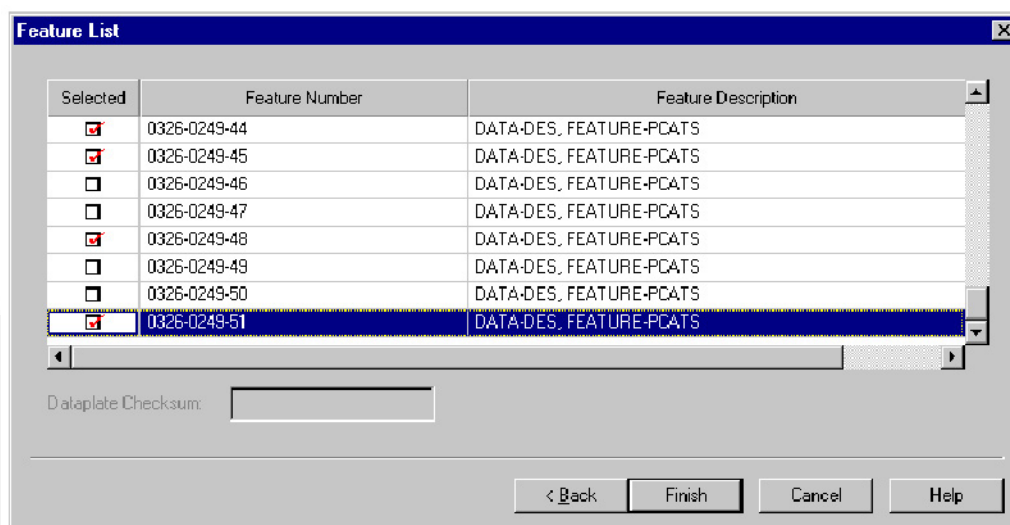 Feature List
Selected Feature Number Feature Description
0326-0249-44 DATA-DES, FEATURE-PCATS
0326-0249-45 DATA-DES, FEATURE-PCATS
0326-0249-46 DATA-DES, FEATURE-PCATS
0326-0249-47 DATA-DES, FEATURE-PCATS
0326-0249-48 DATA-DES, FEATURE-PCATS
0326-0249-49 DATA-DES, FEATURE-PCATS
0326-0249-50 DATA-DES, FEATURE-PCATS
0326-0249-51 DATA-DES, FEATURE-PCATS
Dataplate Checksum:
< Back Finish Cancel Help